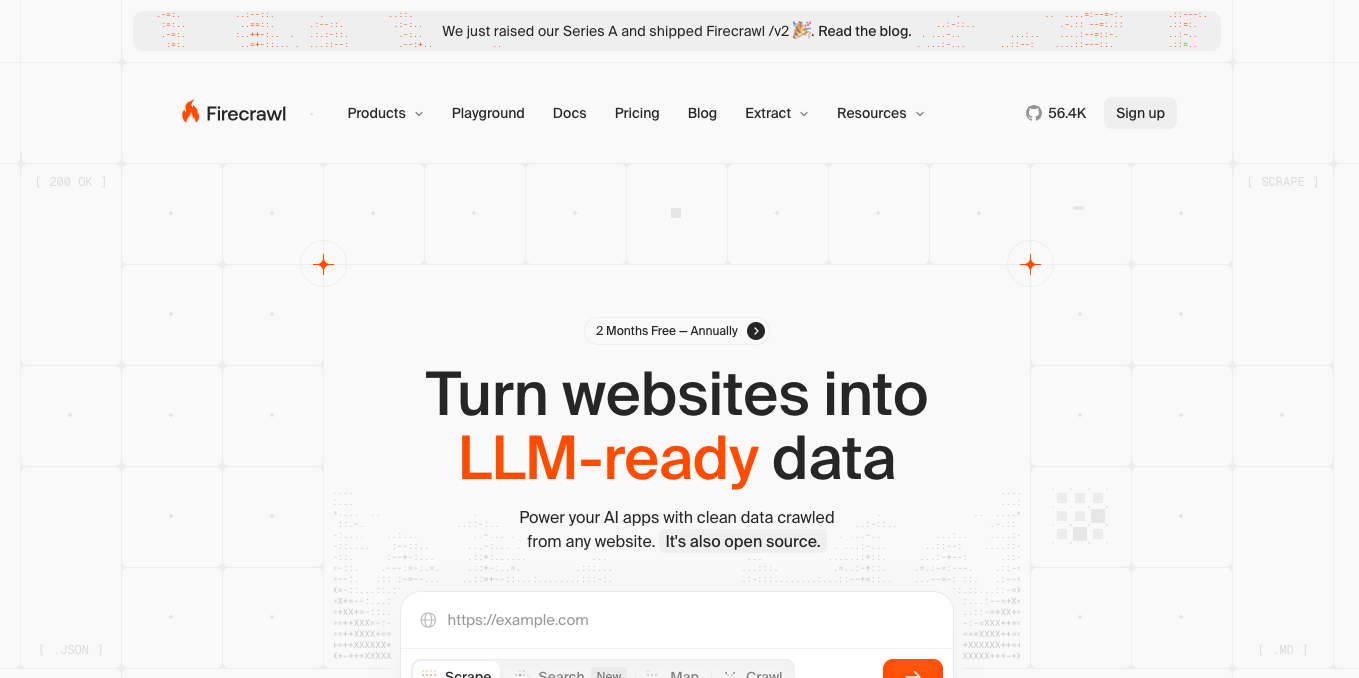 We just raised our Series A and shipped Firecrawl /v2 🎉. Read the blog.
Firecrawl
Products
Playground
Docs
Pricing
Blog
Extract
Resources
56.4K
Sign up
[ 200 OK ]
[ SCRAPE ]
2 Months Free — Annually
Turn websites into
LLM-ready data
Power your AI apps with clean data crawled
from any website. It's also open source.
https://example.com
Scrape
Search
New
Map
Crawl
[ .JSON ]
[ .MD ]